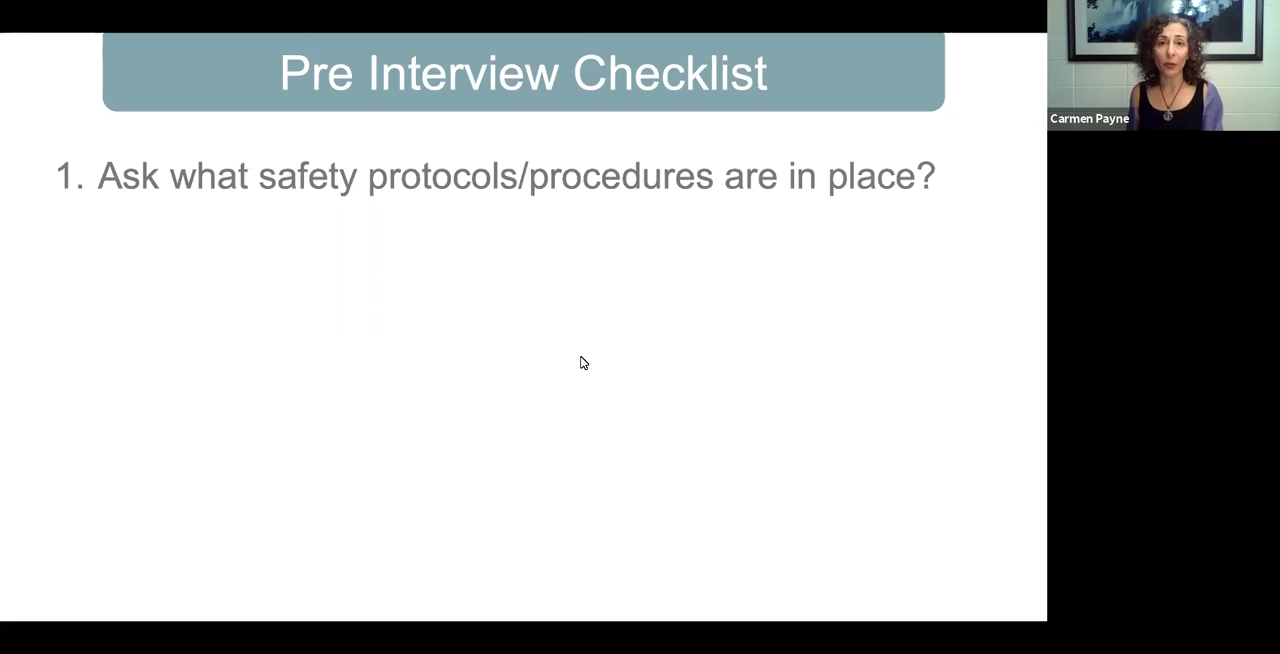 Pre Interview Checklist
Carmen Payne
1. Ask what safety protocols/procedures are in place?